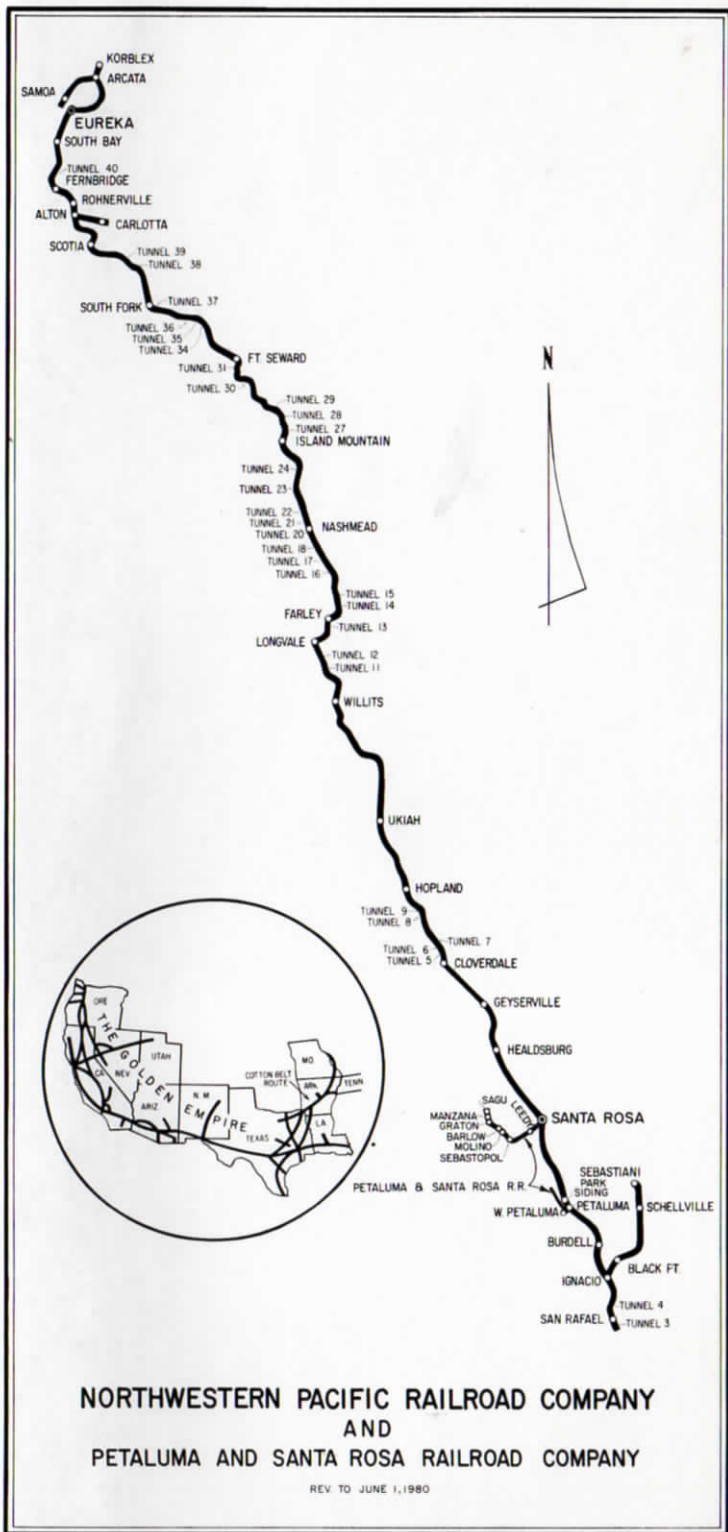 KORBLEX
ARCATA
SAMOA
EUREKA
SOUTH BAY
TUNNEL 40
FERNBRIDGE
ROHNERVILLE
ALTON
CARLOTTA
SCOTIA
TUNNEL 39
TUNNEL 38
SOUTH FORK
TUNNEL 37
TUNNEL 36
TUNNEL 35
TUNNEL 34
FT. SEWARD
TUNNEL 31
TUNNEL 30
TUNNEL 29
TUNNEL 28
TUNNEL 27
ISLAND MOUNTAIN
TUNNEL 24
TUNNEL 23
TUNNEL 22
TUNNEL 21
TUNNEL 20
NASHMEAD
TUNNEL 18
TUNNEL 17
TUNNEL 16
TUNNEL 15
TUNNEL 14
FARLEY
TUNNEL 13
LONGVALE
TUNNEL 12
TUNNEL 11
WILLITS
UKIAH
HOPLAND
TUNNEL 9
TUNNEL 8
TUNNEL 7
TUNNEL 6
TUNNEL 5
CLOVERDALE
GEYSERVILLE
HEALDSBURG
SAGU
LEEDY
SANTA ROSA
MANZANA
GRATON
BARLOW
MOLINO
SEBASTOPOL
PETALUMA & SANTA ROSA R.R.
SEBASTIANI
PARK
SIDING
PETALUMA
SCHELLVILLE
W. PETALUMA
BURDELL
BLACK PT.
IGNACIO
TUNNEL 4
SAN RAFAEL
TUNNEL 3
N
ORE
THE GOLDEN EMPIRE
CA
NEV
UTAH
ARIZ
N. M.
TEXAS
COTTON BELT
ROUTE
MO.
ARK.
TENN
LA
NORTHWESTERN PACIFIC RAILROAD COMPANY
AND
PETALUMA AND SANTA ROSA RAILROAD COMPANY
REV. TO JUNE 1, 1980